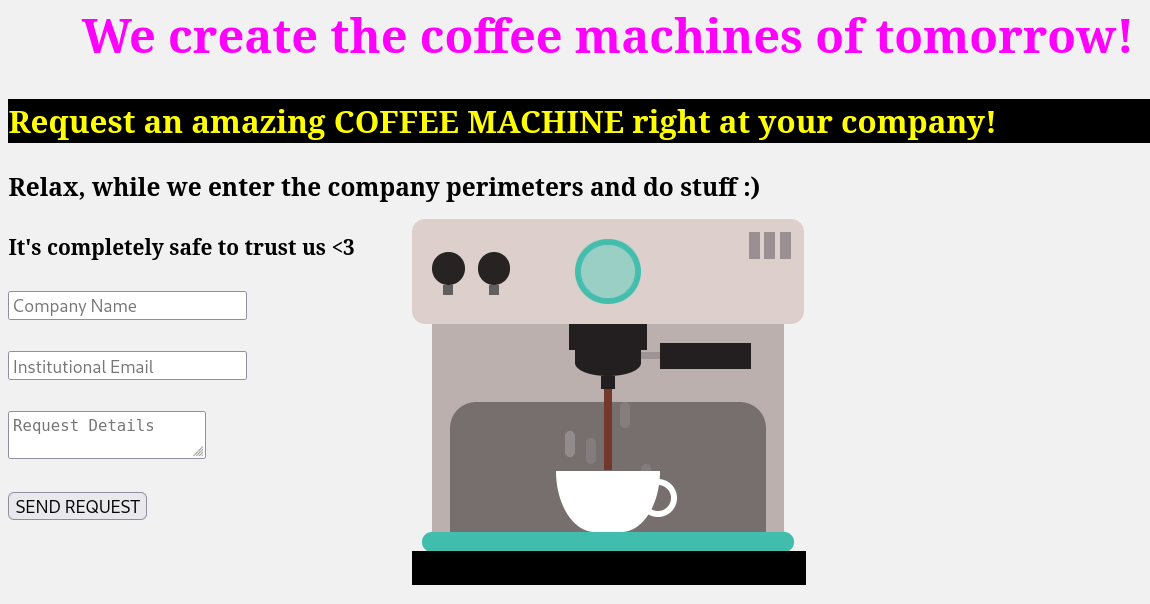 We create the coffee machines of tomorrow!
Request an amazing COFFEE MACHINE right at your company!
Relax, while we enter the company perimeters and do stuff :)
It's completely safe to trust us <3
Company Name
Institutional Email
Request Details
SEND REQUEST